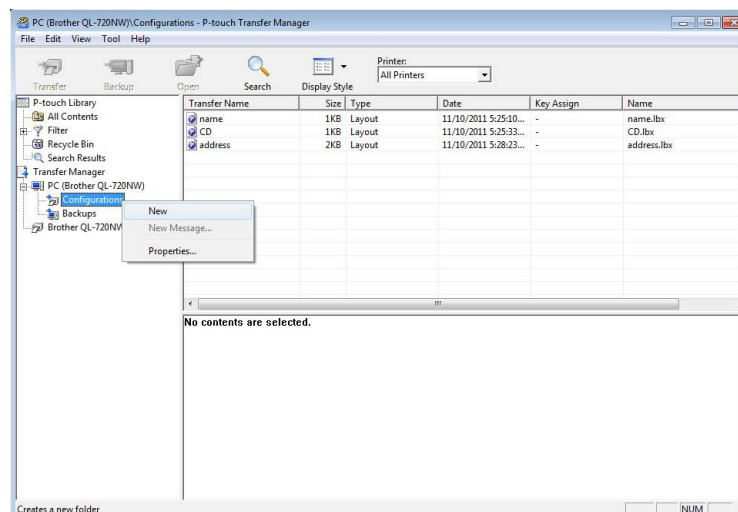 PC (Brother QL-720NW)\Configurations - P-touch Transfer Manager
File Edit View Tool Help
Printer:
All Printers
Transfer Backup Open Search Display Style
P-touch Library
All Contents
Filter
Recycle Bin
Search Results
Transfer Manager
PC (Brother QL-720NW)
Configurations
Backups
Brother QL-720NW
New
New Message...
Properties...
Transfer Name Size Type Date Key Assign Name
name 1KB Layout 11/10/2011 5:25:10... - name.lbx
CD 1KB Layout 11/10/2011 5:25:33... - CD.lbx
address 2KB Layout 11/10/2011 5:28:23... - address.lbx
No contents are selected.
Creates a new folder NUM